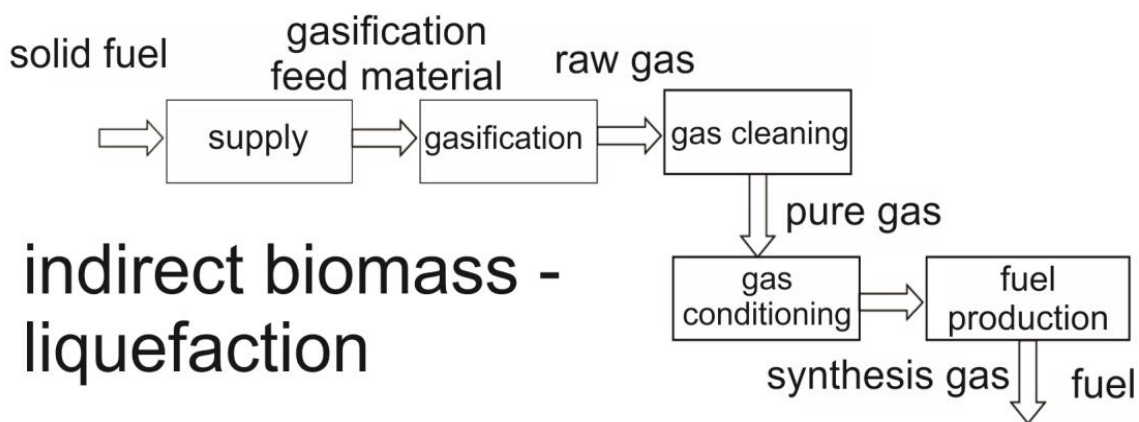 solid fuel
gasification
feed material
raw gas
supply
gasification
gas cleaning
pure gas
indirect biomass -
liquefaction
gas
conditioning
fuel
production
synthesis gas
fuel